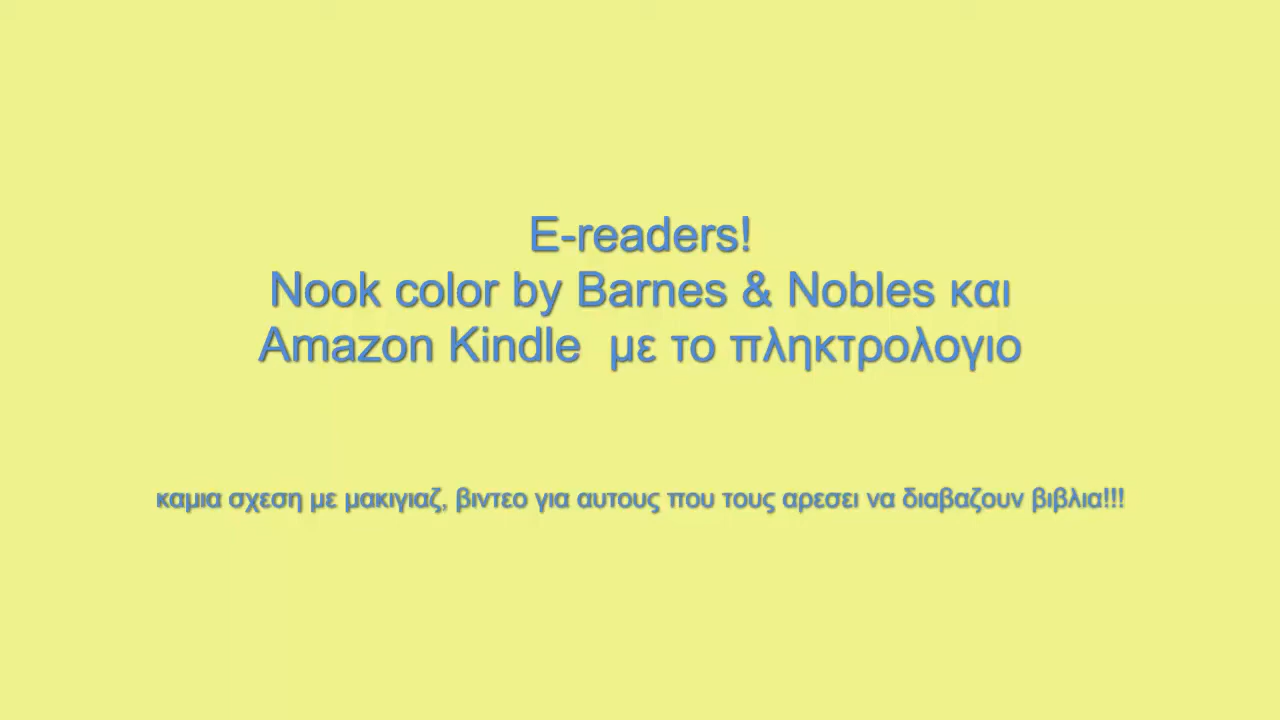 E-readers!
Nook color by Barnes & Nobles και
Amazon Kindle  με το πληκτρολογιο
καμια σχεση με μακιγιαζ, βιντεο για αυτους που τους αρεσει να διαβαζουν βιβλια!!!